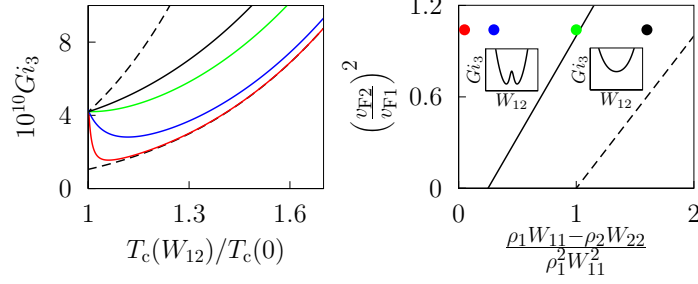 10^{10}Gi_3
8
4
0
1
1.3
1.6
T_c(W_{12})/T_c(0)
(v_{F2}/v_{F1})^2
1.2
0.6
0
Gi_3
W_{12}
Gi_3
W_{12}
0
1
2
\frac{ρ_1W_{11}−ρ_2W_{22}}{ρ_1^2W_{11}^2}